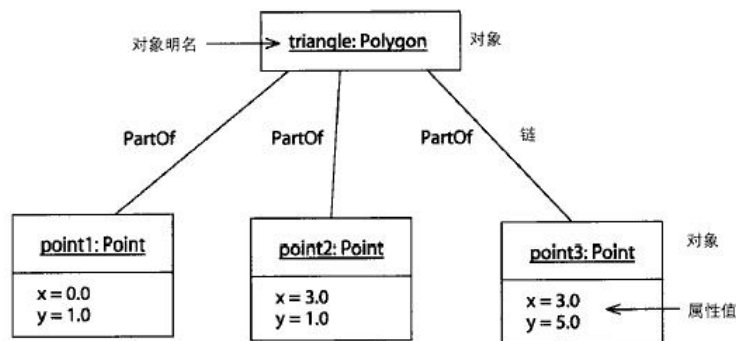 对象明名
triangle: Polygon
对象
PartOf
PartOf
PartOf
链
point1: Point
x = 0.0
y = 1.0
point2: Point
x = 3.0
y = 1.0
point3: Point
x = 3.0
y = 5.0
对象
属性值